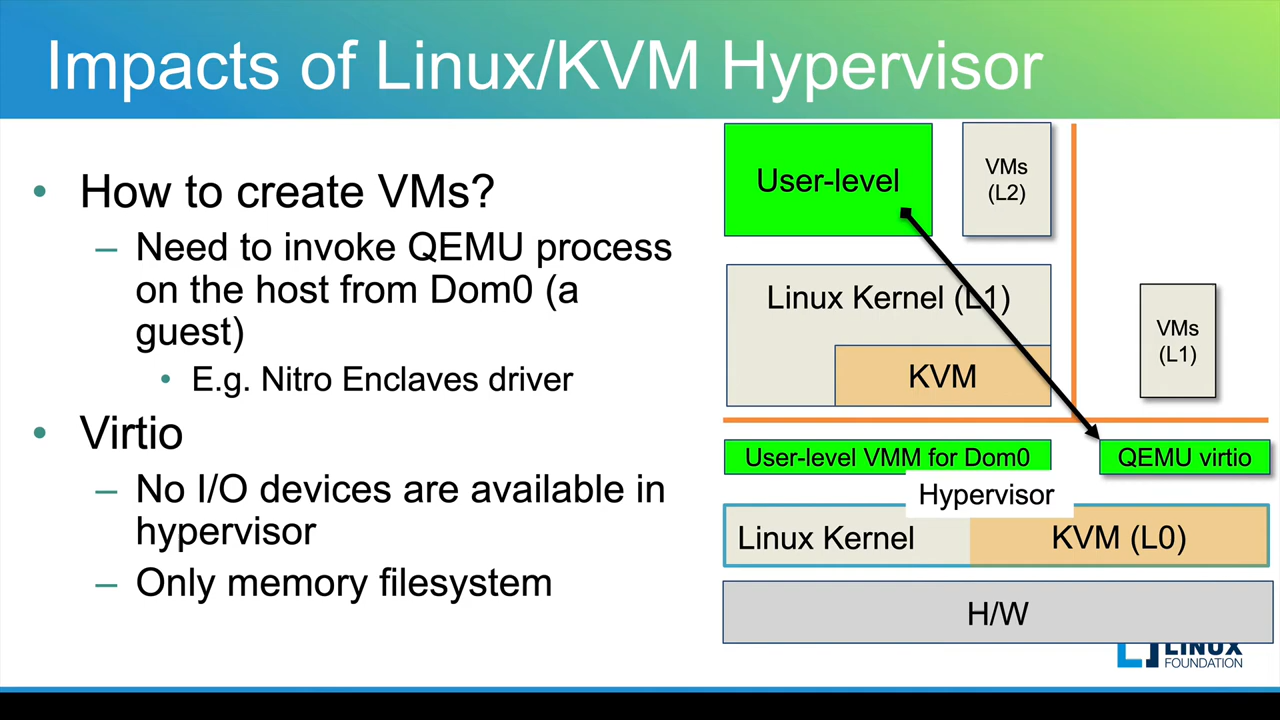 Impacts of Linux/KVM Hypervisor
• How to create VMs?
– Need to invoke QEMU process
on the host from Dom0 (a
guest)
• E.g. Nitro Enclaves driver
• Virtio
– No I/O devices are available in
hypervisor
– Only memory filesystem
User-level
VMs
(L2)
Linux Kernel (L1)
KVM
VMs
(L1)
User-level VMM for Dom0
QEMU virtio
Hypervisor
Linux Kernel
KVM (L0)
H/W
LINUX
FOUNDATION